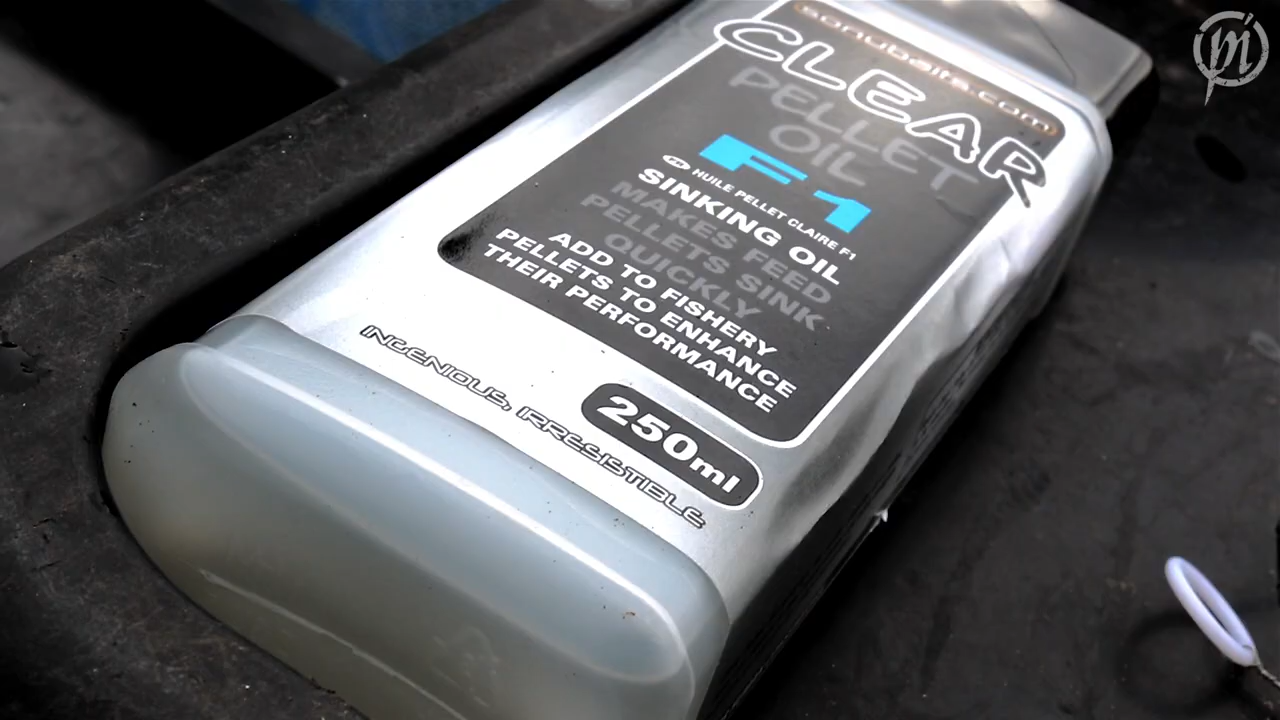 sonubaits.com
CLEAR
PELLET
OIL
F1
FR HUILE PELLET CLAIRE F1
SINKING OIL
MAKES FEED
PELLETS SINK
QUICKLY
ADD TO FISHERY
PELLETS TO ENHANCE
THEIR PERFORMANCE
250ml
INGENIOUS, IRRESISTIBLE